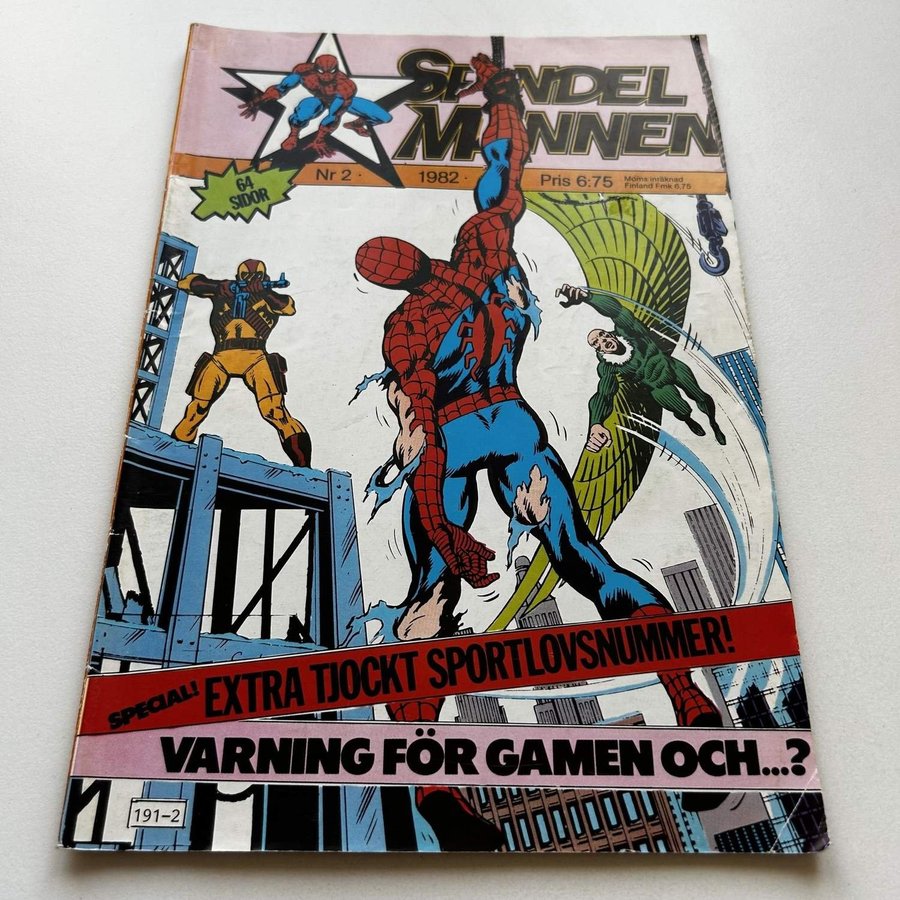 SPINDEL
MANNEN
Nr 2 · 1982 · Pris 6:75
Moms inräknad
Finland Fmk 6,75
64
SIDOR
SPECIAL! EXTRA TJOCKT SPORTLOVSNUMMER!
VARNING FÖR GAMEN OCH...?
191-2